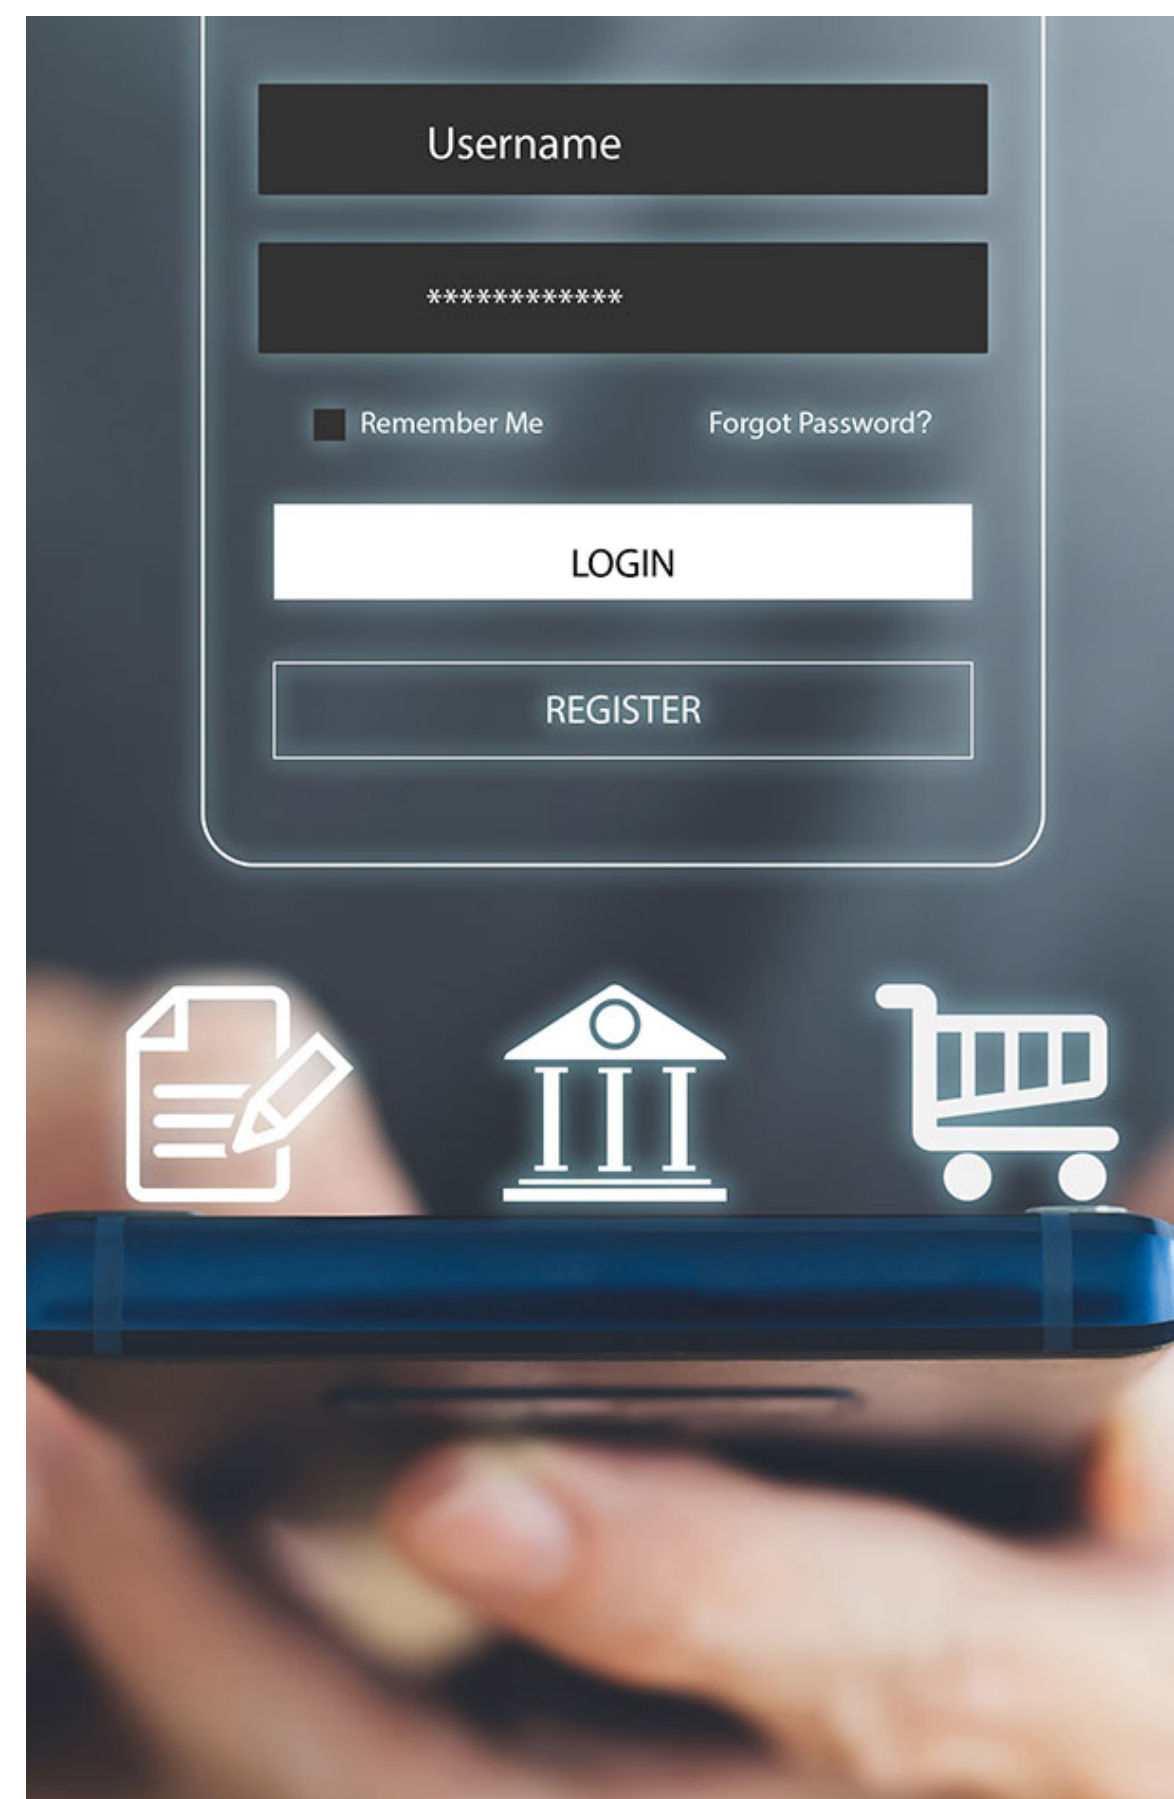 Username
************
Remember Me Forgot Password?
LOGIN
REGISTER